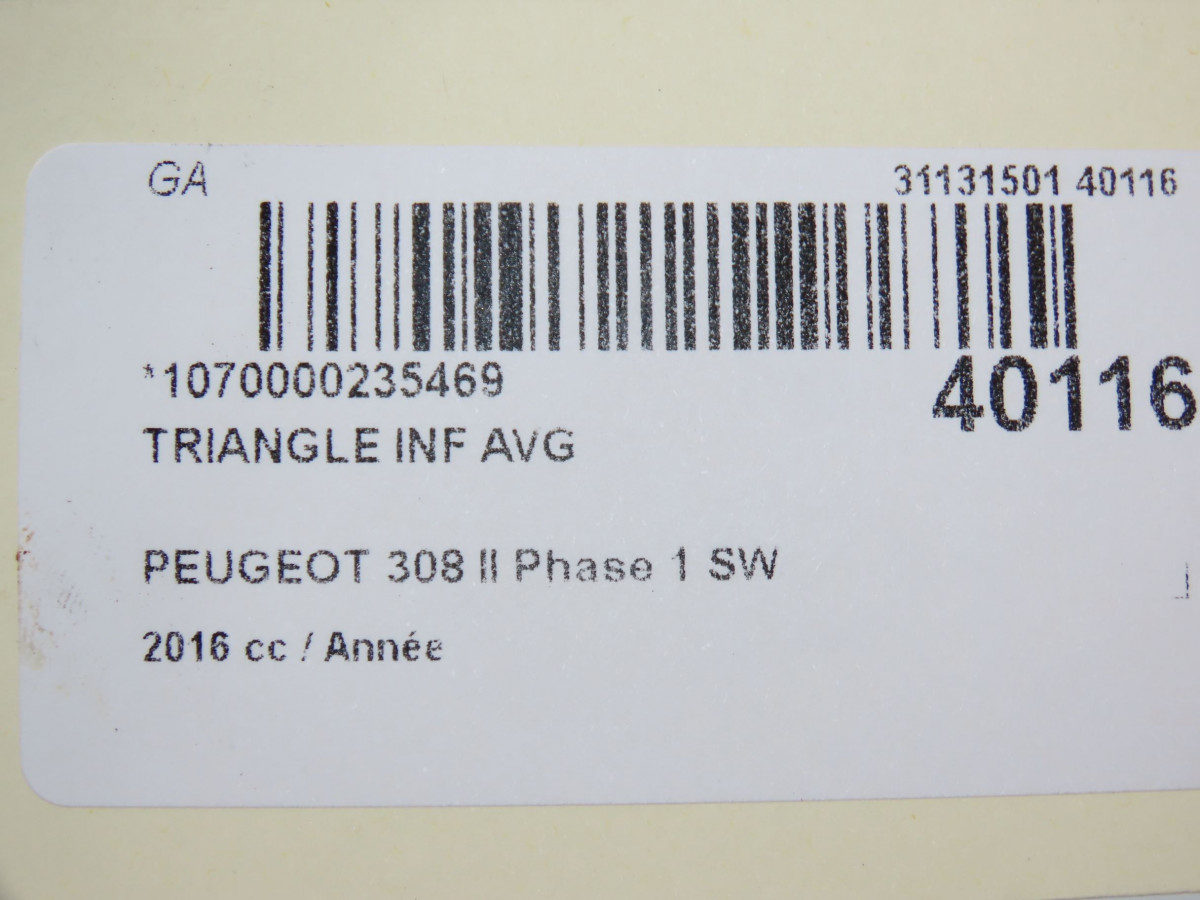 GA 31131501 40116
*1070000235469 40116
TRIANGLE INF AVG
PEUGEOT 308 II Phase 1 SW
2016 cc / Année